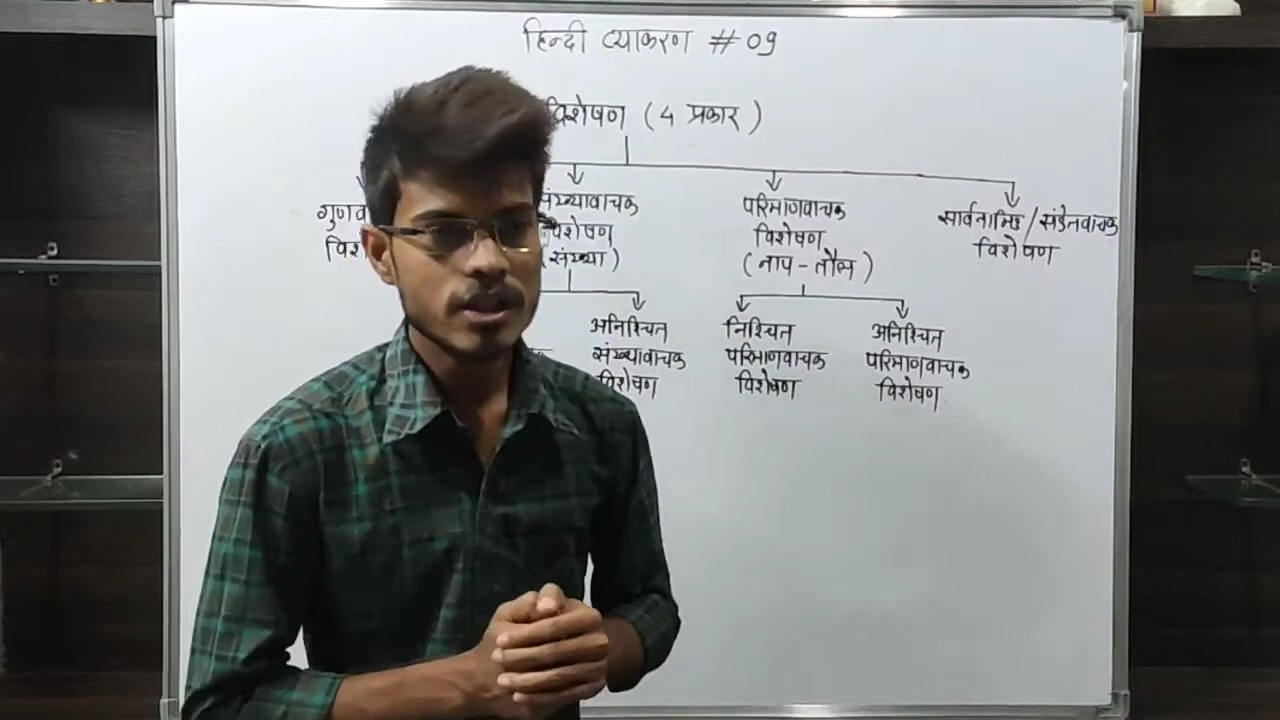 हिन्दी व्याकरण # 09
विशेषण ( 4 प्रकार )
संख्यावाचक
विशेषण
(संख्या)
परिमाणवाचक
विशेषण
(नाप - तौल)
सार्वनामिक/संकेतवाचक
विशेषण
अनिश्चित
संख्यावाचक
विशेषण
निश्चित
परिमाणवाचक
विशेषण
अनिश्चित
परिमाणवाचक
विशेषण